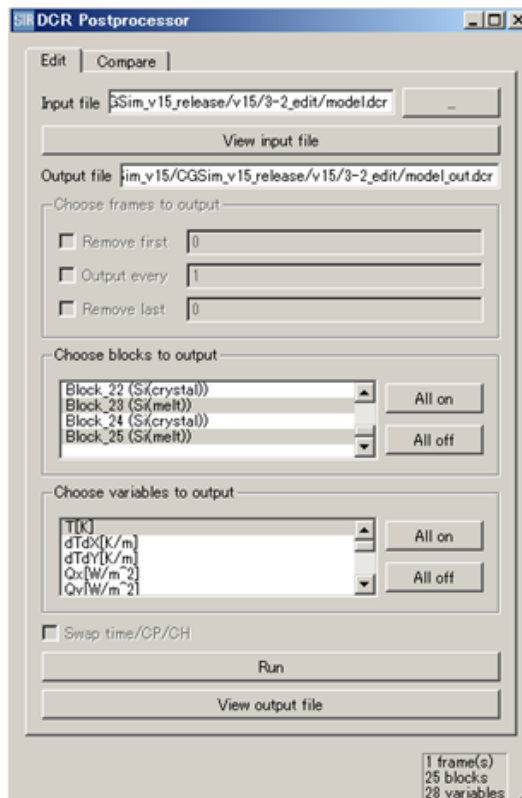 SIR DCR Postprocessor
Edit Compare
Input file GSim_v15_release/v15/3-2_edit/model.dcr ...
View input file
Output file Sim_v15/CGSim_v15_release/v15/3-2_edit/model_out.dcr
Choose frames to output
Remove first 0
Output every 1
Remove last 0
Choose blocks to output
Block_22 (Si(crystal))
Block_23 (Si(melt))
Block_24 (Si(crystal))
Block_25 (Si(melt))
All on
All off
Choose variables to output
T[K]
dTdX[K/m]
dTdY[K/m]
Qx[W/m^2]
Qy[W/m^2]
All on
All off
Swap time/CP/CH
Run
View output file
1 frame(s)
25 blocks
28 variables